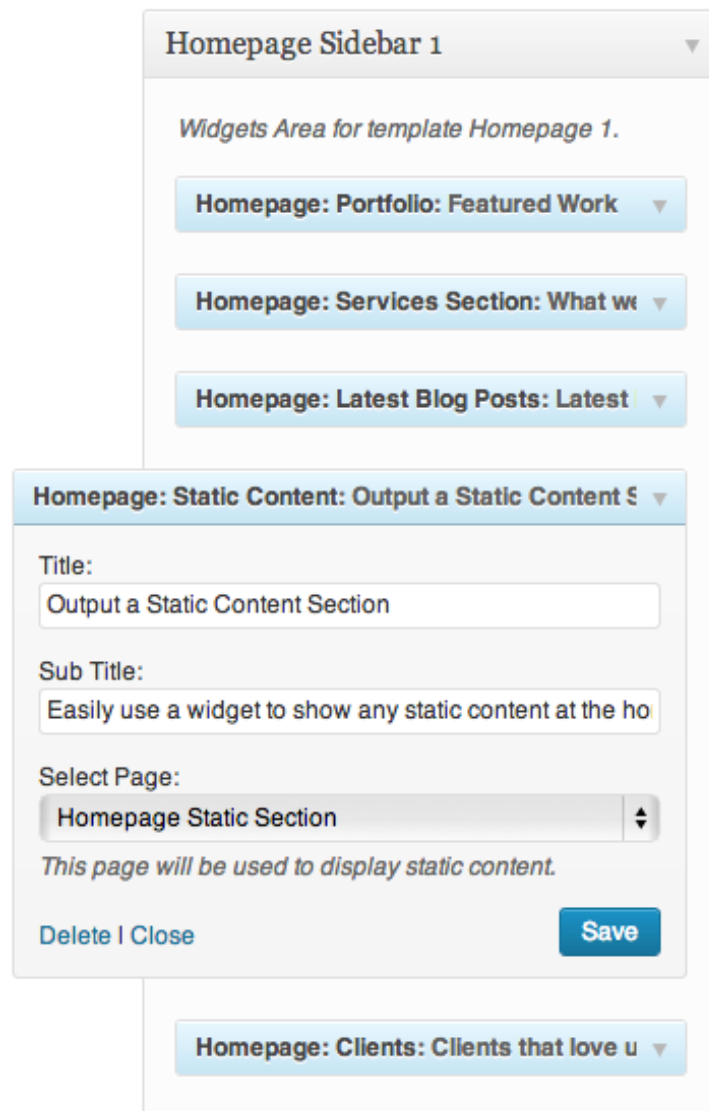 Homepage Sidebar 1
Widgets Area for template Homepage 1.
Homepage: Portfolio: Featured Work
Homepage: Services Section: What we
Homepage: Latest Blog Posts: Latest
Homepage: Static Content: Output a Static Content S
Title:
Output a Static Content Section
Sub Title:
Easily use a widget to show any static content at the ho
Select Page:
Homepage Static Section
This page will be used to display static content.
Delete | Close
Save
Homepage: Clients: Clients that love u